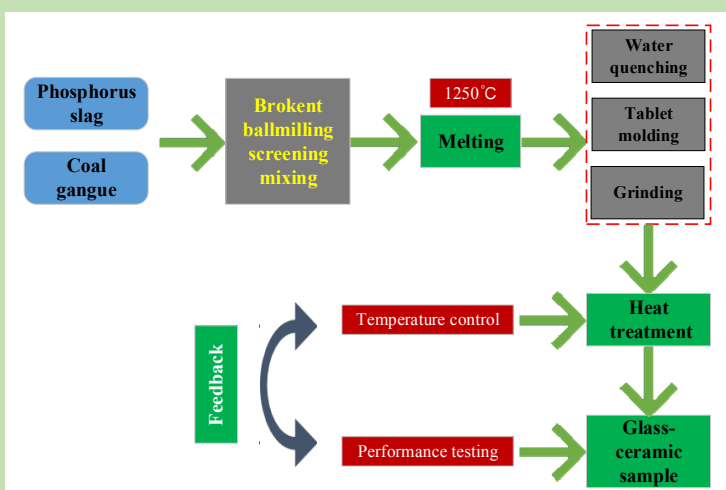 Phosphorus
slag
Coal
gangue
Brokent
ballmilling
screening
mixing
1250℃
Melting
Water
quenching
Tablet
molding
Grinding
Heat
treatment
Temperature control
Feedback
Performance testing
Glass-
ceramic
sample